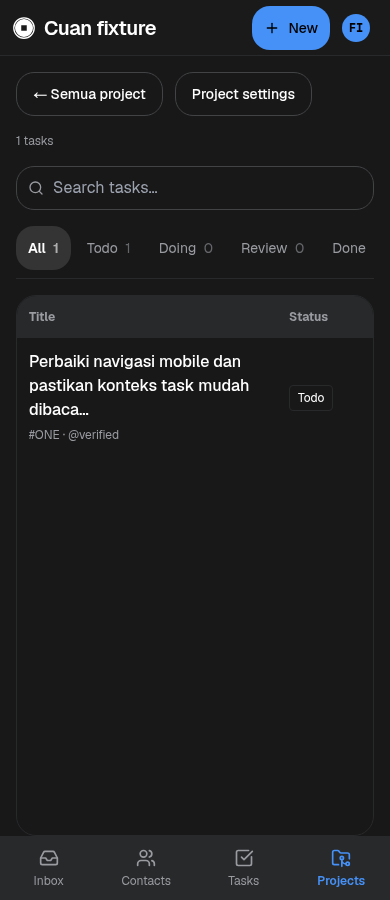 Cuan fixture
New
FI
← Semua project
Project settings
1 tasks
Search tasks...
All 1
Todo 1
Doing 0
Review 0
Done
Title
Status
Perbaiki navigasi mobile dan
pastikan konteks task mudah
dibaca...
Todo
#ONE · @verified
Inbox
Contacts
Tasks
Projects